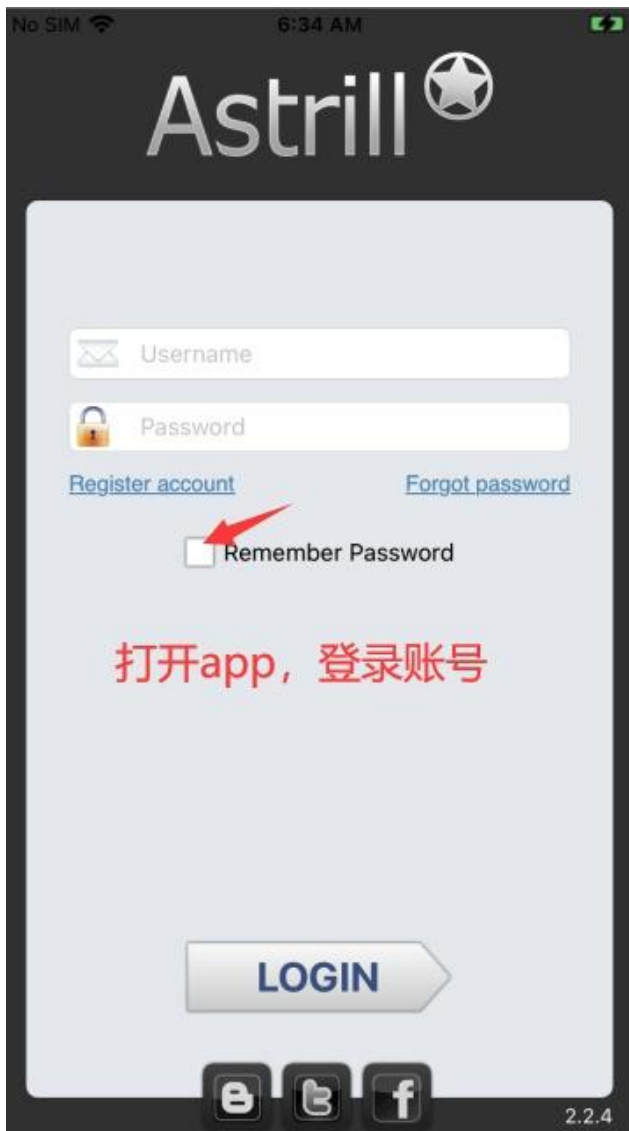 No SIM 6:34 AM
Astrill
Username
Password
Register account Forgot password
Remember Password
打开app，登录账号
LOGIN
2.2.4